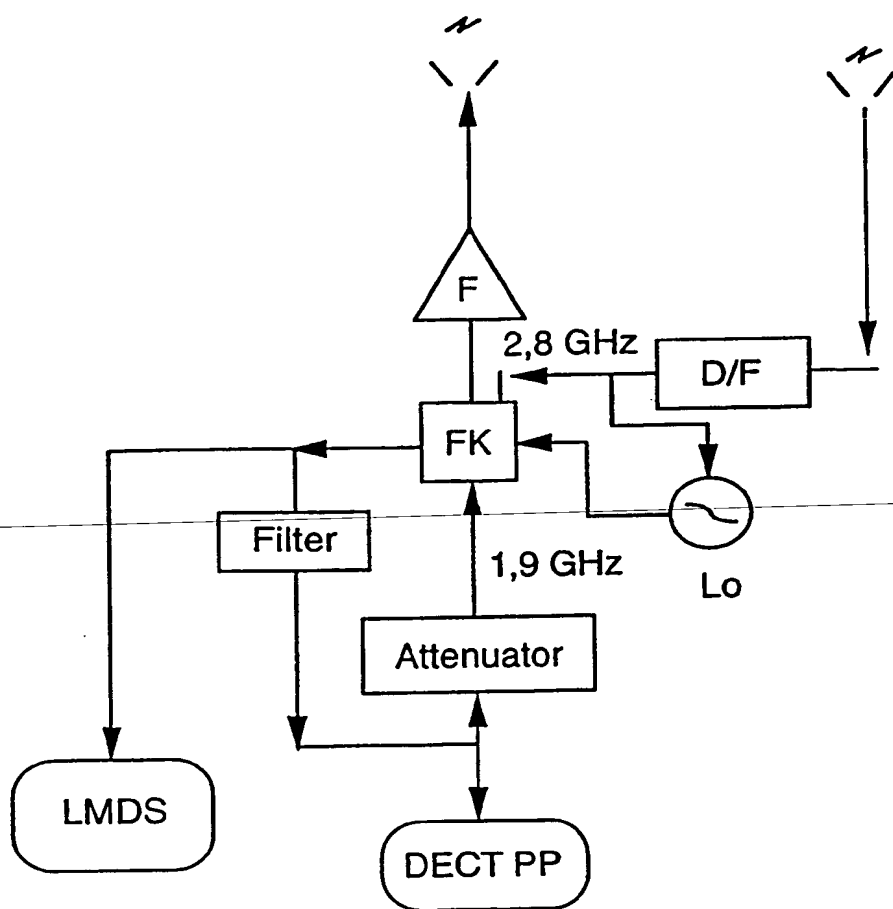 F
2,8 GHz
D/F
FK
Filter
1,9 GHz
Lo
Attenuator
LMDS
DECT PP